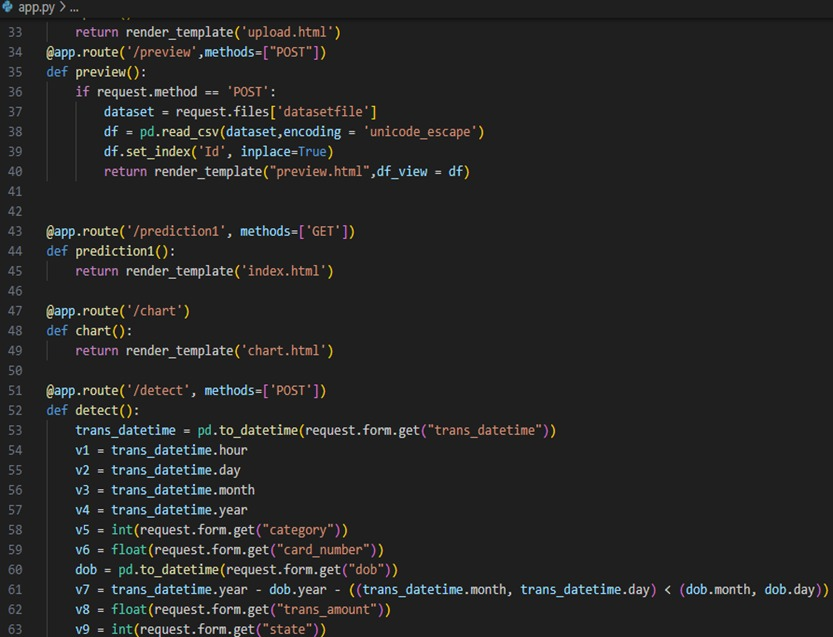 app.py > ...
33 return render_template('upload.html')
34 @app.route('/preview',methods=["POST"])
35 def preview():
36 if request.method == 'POST':
37 dataset = request.files['datasetfile']
38 df = pd.read_csv(dataset,encoding = 'unicode_escape')
39 df.set_index('Id', inplace=True)
40 return render_template("preview.html",df_view = df)
41
42
43 @app.route('/prediction1', methods=['GET'])
44 def prediction1():
45 return render_template('index.html')
46
47 @app.route('/chart')
48 def chart():
49 return render_template('chart.html')
50
51 @app.route('/detect', methods=['POST'])
52 def detect():
53 trans_datetime = pd.to_datetime(request.form.get("trans_datetime"))
54 v1 = trans_datetime.hour
55 v2 = trans_datetime.day
56 v3 = trans_datetime.month
57 v4 = trans_datetime.year
58 v5 = int(request.form.get("category"))
59 v6 = float(request.form.get("card_number"))
60 dob = pd.to_datetime(request.form.get("dob"))
61 v7 = trans_datetime.year - dob.year - ((trans_datetime.month, trans_datetime.day) < (dob.month, dob.day))
62 v8 = float(request.form.get("trans_amount"))
63 v9 = int(request.form.get("state"))